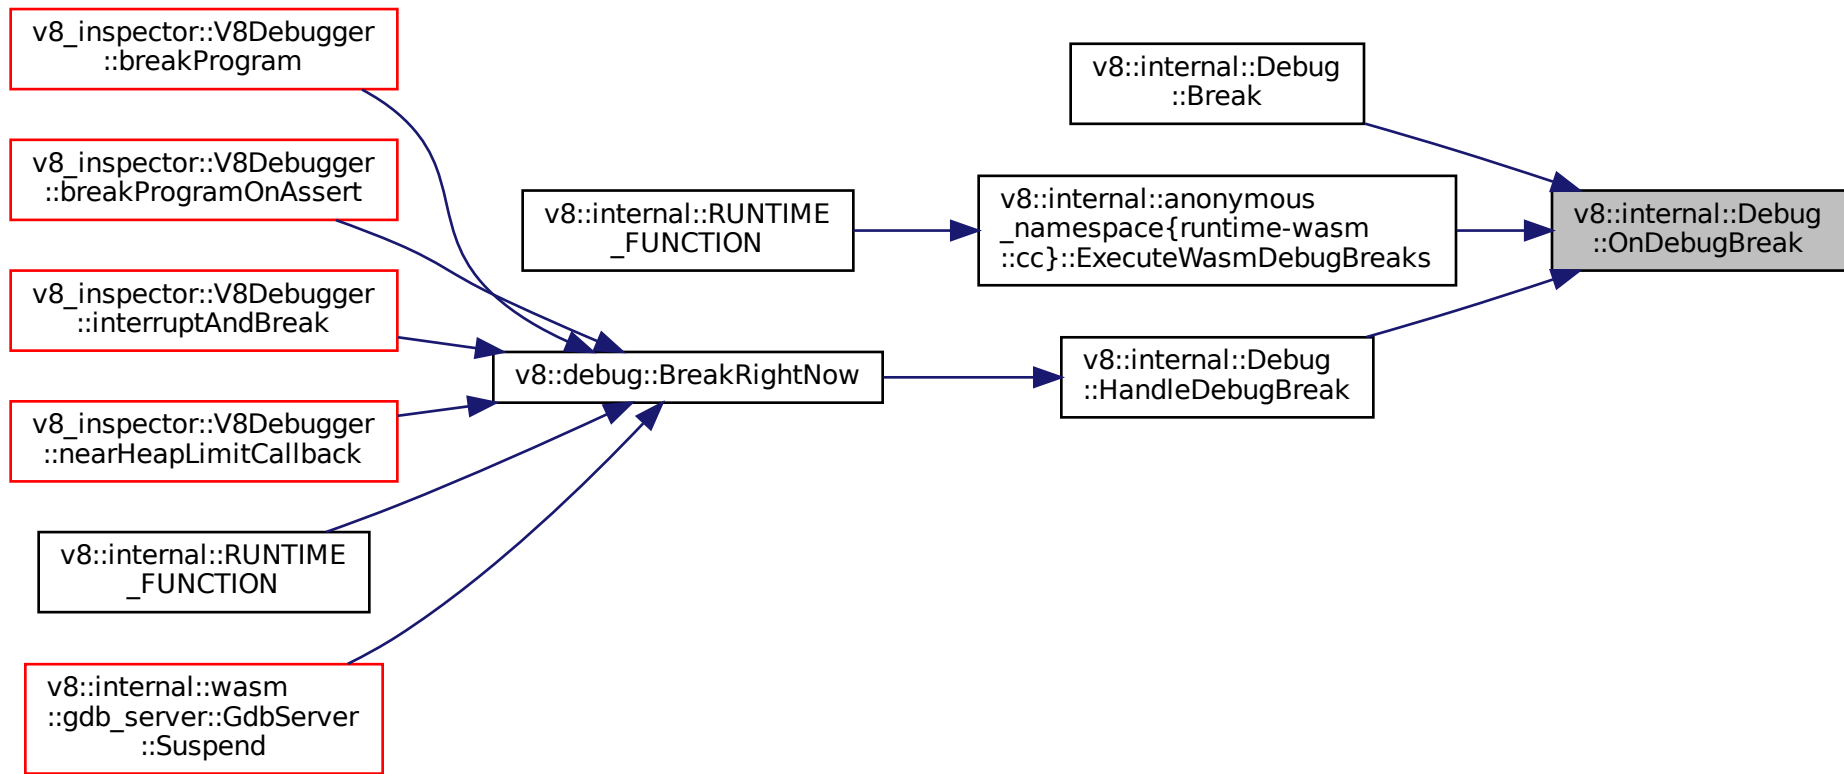 v8_inspector::V8Debugger
::breakProgram
v8_inspector::V8Debugger
::breakProgramOnAssert
v8_inspector::V8Debugger
::interruptAndBreak
v8_inspector::V8Debugger
::nearHeapLimitCallback
v8::internal::RUNTIME
_FUNCTION
v8::internal::wasm
::gdb_server::GdbServer
::Suspend
v8::internal::RUNTIME
_FUNCTION
v8::debug::BreakRightNow
v8::internal::Debug
::Break
v8::internal::anonymous
_namespace{runtime-wasm
::cc}::ExecuteWasmDebugBreaks
v8::internal::Debug
::HandleDebugBreak
v8::internal::Debug
::OnDebugBreak